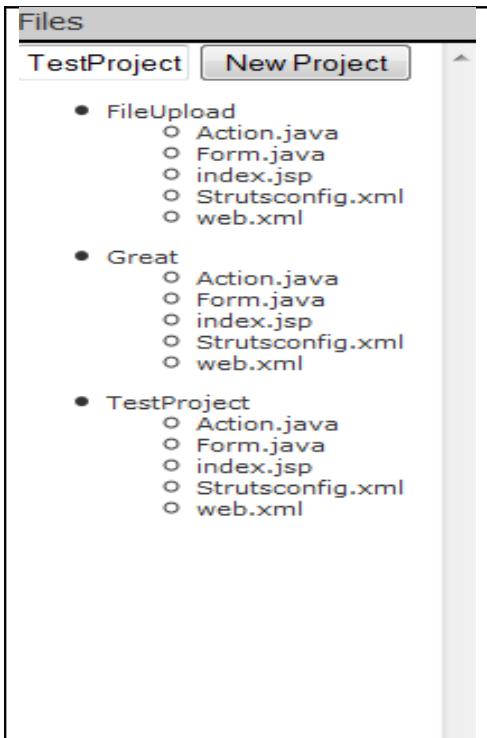 Files
TestProject New Project
FileUpload
Action.java
Form.java
index.jsp
Strutsconfig.xml
web.xml
Great
Action.java
Form.java
index.jsp
Strutsconfig.xml
web.xml
TestProject
Action.java
Form.java
index.jsp
Strutsconfig.xml
web.xml